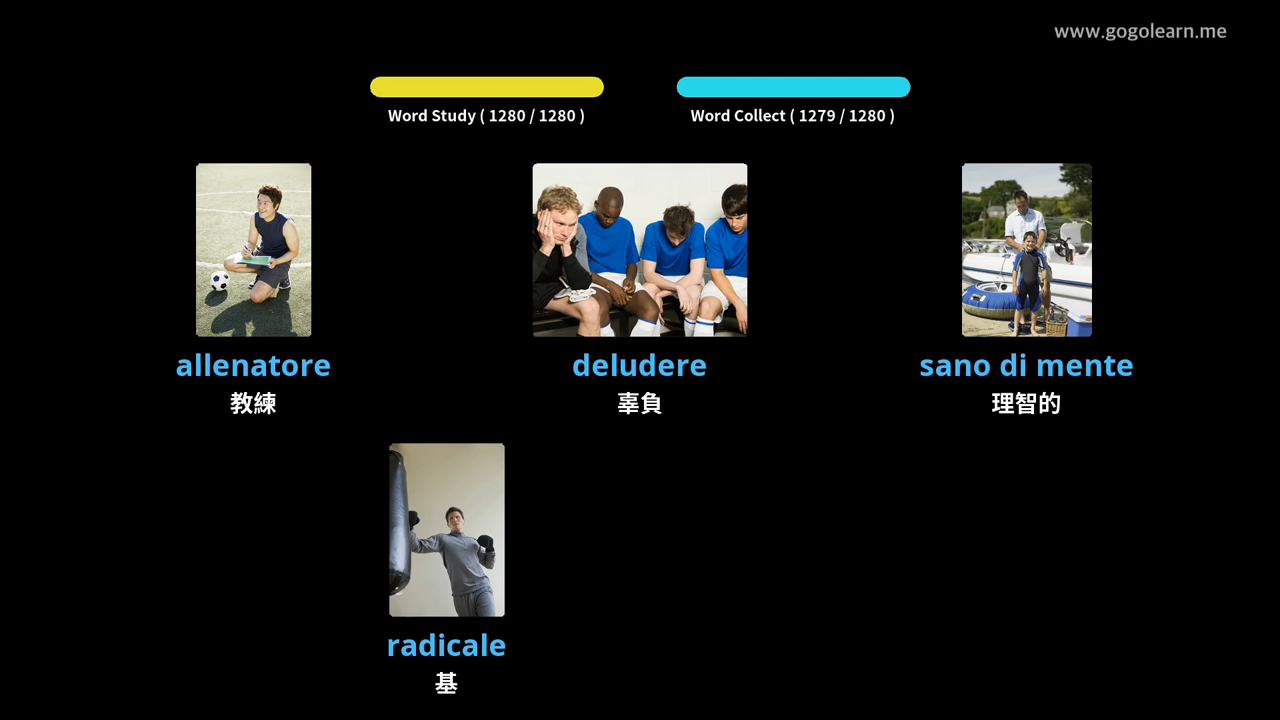 www.gogolearn.me
Word Study ( 1280 / 1280 )
Word Collect ( 1279 / 1280 )
allenatore
教練
deludere
辜負
sano di mente
理智的
radicale
基